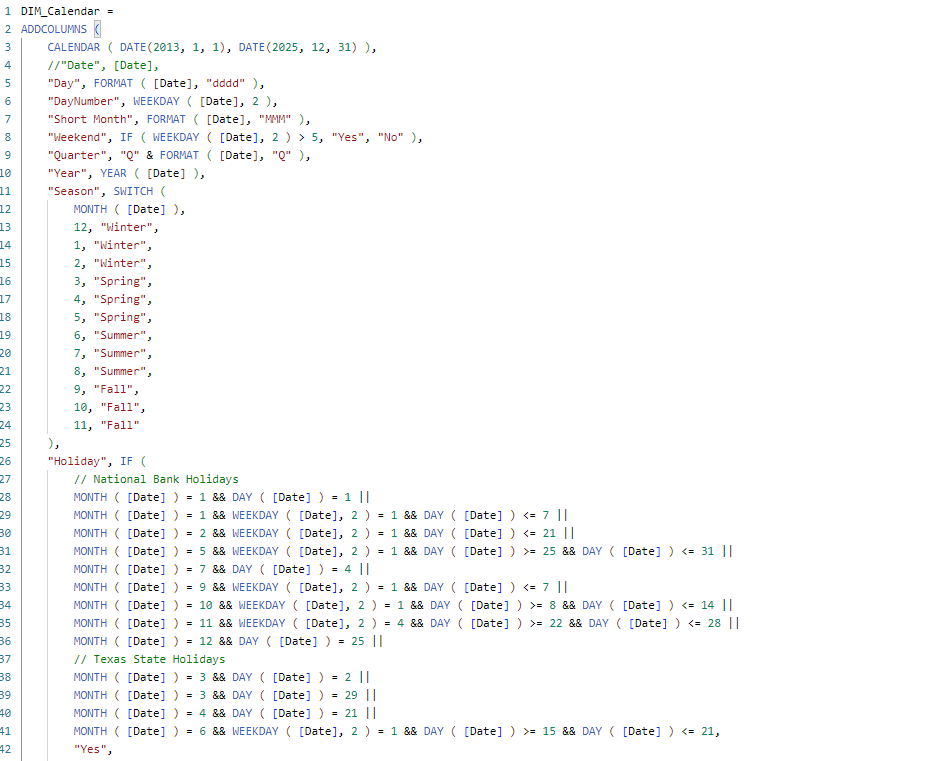 1 DIM_Calendar =
2 ADDCOLUMNS (
3 CALENDAR ( DATE(2013, 1, 1), DATE(2025, 12, 31) ),
4 //"Date", [Date],
5 "Day", FORMAT ( [Date], "dddd" ),
6 "DayNumber", WEEKDAY ( [Date], 2 ),
7 "Short Month", FORMAT ( [Date], "MMM" ),
8 "Weekend", IF ( WEEKDAY ( [Date], 2 ) > 5, "Yes", "No" ),
9 "Quarter", "Q" & FORMAT ( [Date], "Q" ),
10 "Year", YEAR ( [Date] ),
11 "Season", SWITCH (
12 MONTH ( [Date] ),
13 12, "Winter",
14 1, "Winter",
15 2, "Winter",
16 3, "Spring",
17 4, "Spring",
18 5, "Spring",
19 6, "Summer",
20 7, "Summer",
21 8, "Summer",
22 9, "Fall",
23 10, "Fall",
24 11, "Fall"
25 ),
26 "Holiday", IF (
27 // National Bank Holidays
28 MONTH ( [Date] ) = 1 && DAY ( [Date] ) = 1 ||
29 MONTH ( [Date] ) = 1 && WEEKDAY ( [Date], 2 ) = 1 && DAY ( [Date] ) <= 7 ||
30 MONTH ( [Date] ) = 2 && WEEKDAY ( [Date], 2 ) = 1 && DAY ( [Date] ) <= 21 ||
31 MONTH ( [Date] ) = 5 && WEEKDAY ( [Date], 2 ) = 1 && DAY ( [Date] ) >= 25 && DAY ( [Date] ) <= 31 ||
32 MONTH ( [Date] ) = 7 && DAY ( [Date] ) = 4 ||
33 MONTH ( [Date] ) = 9 && WEEKDAY ( [Date], 2 ) = 1 && DAY ( [Date] ) <= 7 ||
34 MONTH ( [Date] ) = 10 && WEEKDAY ( [Date], 2 ) = 1 && DAY ( [Date] ) >= 8 && DAY ( [Date] ) <= 14 ||
35 MONTH ( [Date] ) = 11 && WEEKDAY ( [Date], 2 ) = 4 && DAY ( [Date] ) >= 22 && DAY ( [Date] ) <= 28 ||
36 MONTH ( [Date] ) = 12 && DAY ( [Date] ) = 25 ||
37 // Texas State Holidays
38 MONTH ( [Date] ) = 3 && DAY ( [Date] ) = 2 ||
39 MONTH ( [Date] ) = 3 && DAY ( [Date] ) = 29 ||
40 MONTH ( [Date] ) = 4 && DAY ( [Date] ) = 21 ||
41 MONTH ( [Date] ) = 6 && WEEKDAY ( [Date], 2 ) = 1 && DAY ( [Date] ) >= 15 && DAY ( [Date] ) <= 21,
42 "Yes",